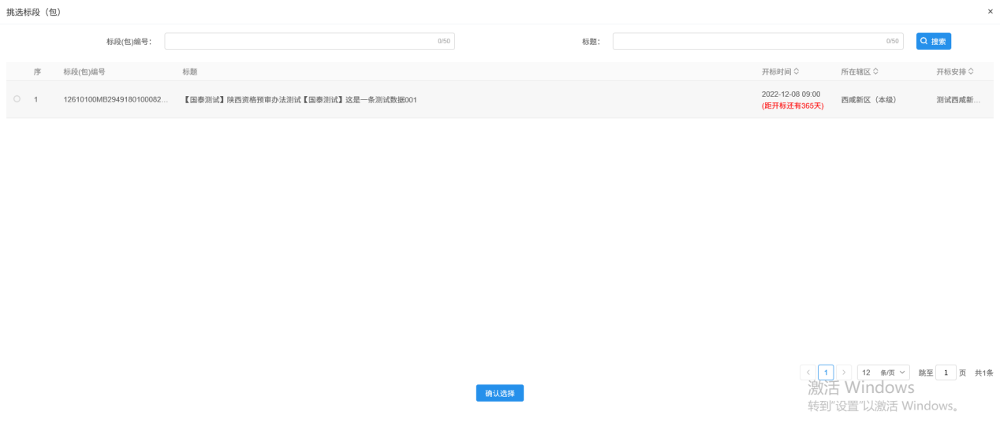 挑选标段（包） ×
标段(包)编号： 0/50 标题： 0/50 搜索
序 标段(包)编号 标题 开标时间 所在辖区 开标安排
1 12610100MB2949180100082... 【国泰测试】陕西资格预审办法测试【国泰测试】这是一条测试数据001 2022-12-08 09:00 西咸新区（本级） 测试西咸新...
(距开标还有365天)
1 12 条/页 跳至 1 页 共1条
确认选择
激活 Windows
转到“设置”以激活 Windows。